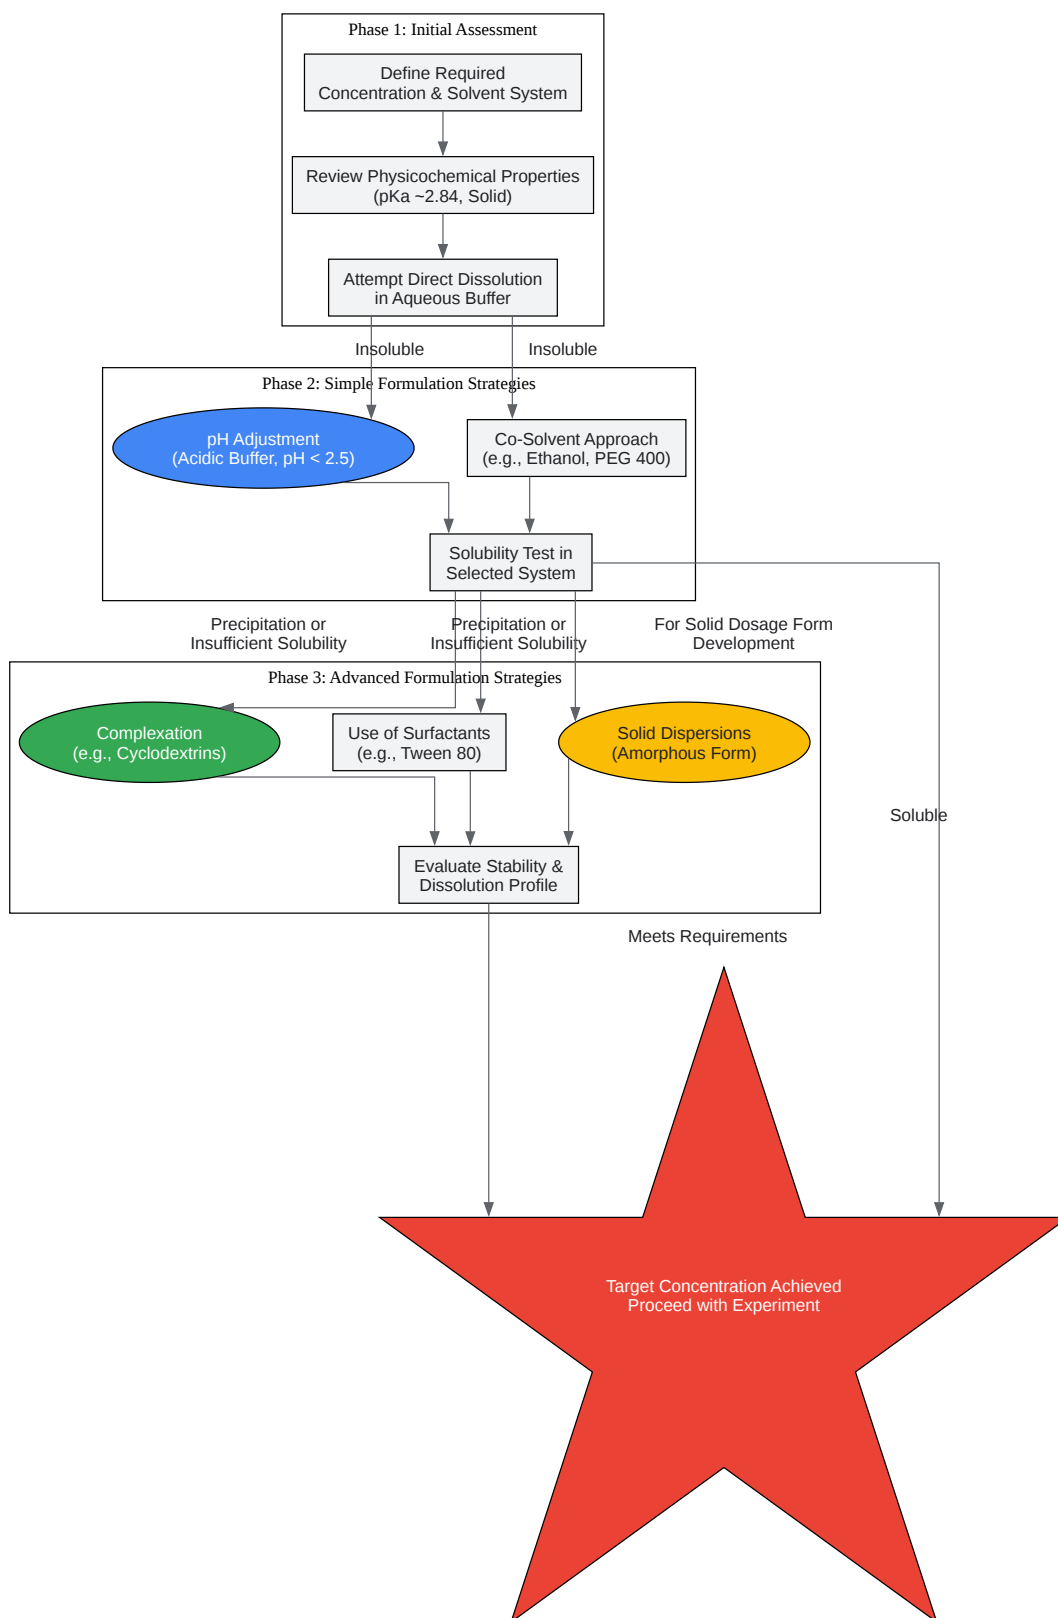 Phase 1: Initial Assessment
Define Required
Concentration & Solvent System
Review Physicochemical Properties
(pKa ~2.84, Solid)
Attempt Direct Dissolution
in Aqueous Buffer
Insoluble
Insoluble
Phase 2: Simple Formulation Strategies
pH Adjustment
(Acidic Buffer, pH < 2.5)
Co-Solvent Approach
(e.g., Ethanol, PEG 400)
Solubility Test in
Selected System
Precipitation or
Insufficient Solubility
Precipitation or
Insufficient Solubility
For Solid Dosage Form
Development
Phase 3: Advanced Formulation Strategies
Complexation
(e.g., Cyclodextrins)
Use of Surfactants
(e.g., Tween 80)
Solid Dispersions
(Amorphous Form)
Soluble
Evaluate Stability &
Dissolution Profile
Meets Requirements
Target Concentration Achieved
Proceed with Experiment